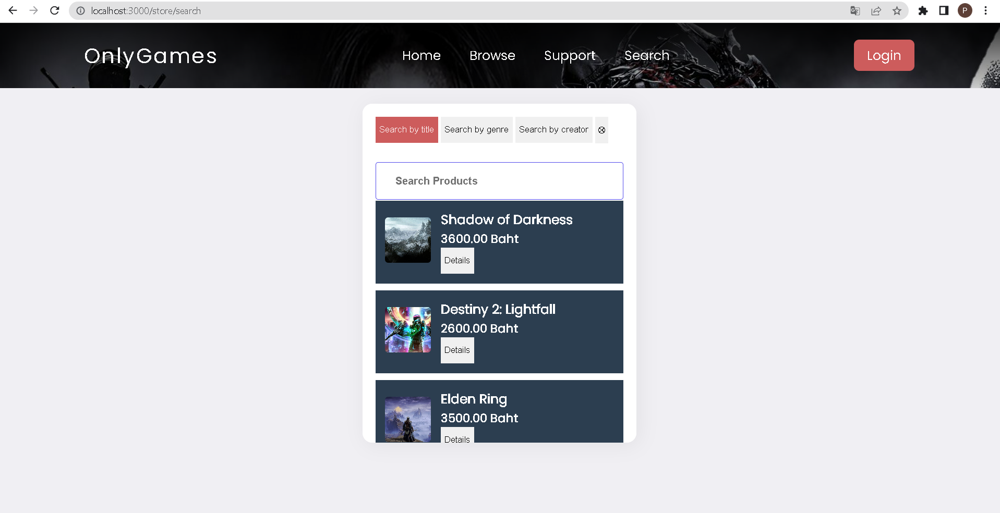 localhost:3000/store/search
P
OnlyGames
Home Browse Support Search
Login
Search by title Search by genre Search by creator
Search Products
Shadow of Darkness
3600.00 Baht
Details
Destiny 2: Lightfall
2600.00 Baht
Details
Elden Ring
3500.00 Baht
Details